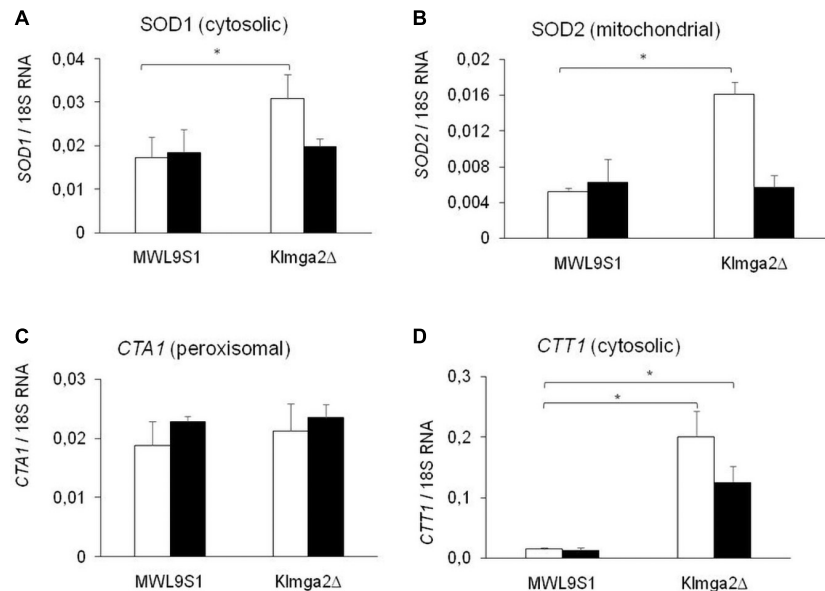 A
SOD1 (cytosolic)
*
0,04
0,03
0,02
0,01
0
SOD1 / 18S RNA
MWL9S1
Klmga2Δ
B
SOD2 (mitochondrial)
*
0,02
0,016
0,012
0,008
0,004
0
SOD2 / 18S RNA
MWL9S1
Klmga2Δ
C
CTA1 (peroxisomal)
0,03
0,02
0,01
0
CTA1 / 18S RNA
MWL9S1
Klmga2Δ
D
CTT1 (cytosolic)
*
*
0,3
0,2
0,1
0,0
CTT1 / 18S RNA
MWL9S1
Klmga2Δ